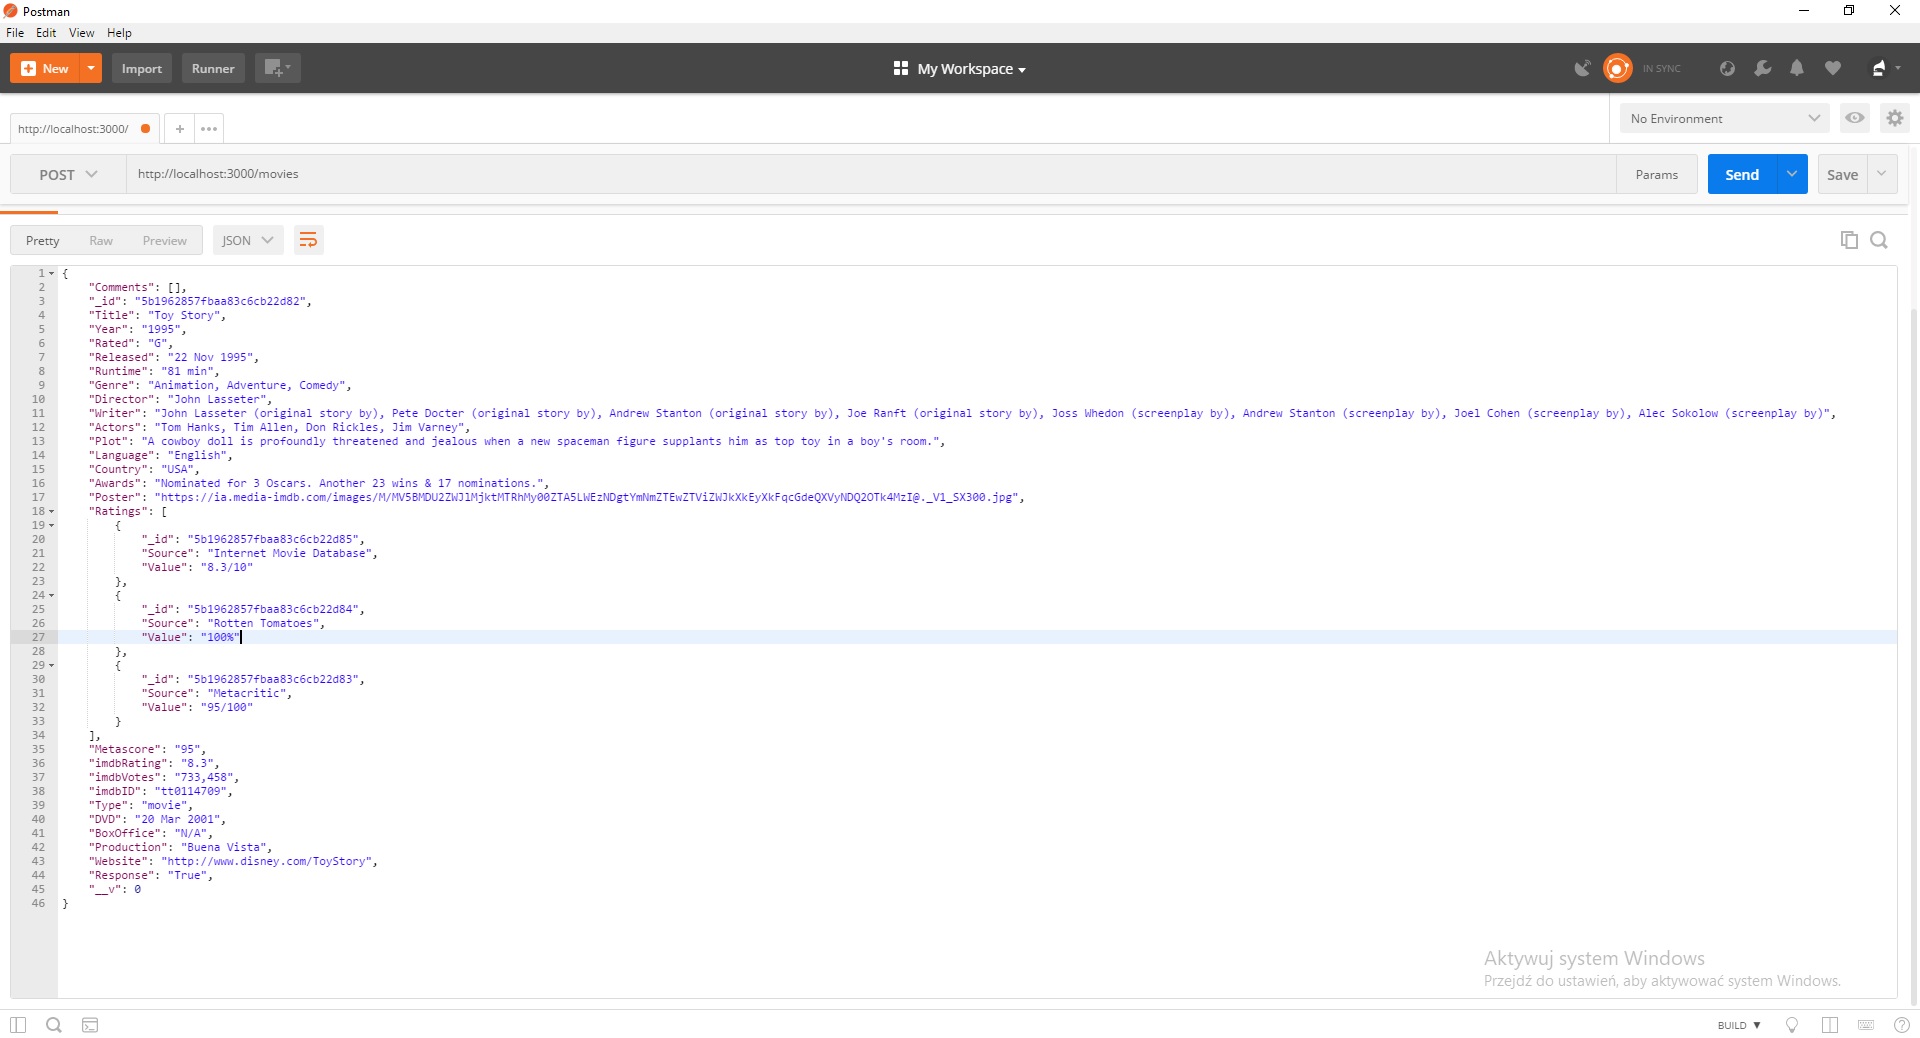 Postman
File Edit View Help
New Import Runner My Workspace IN SYNC
http://localhost:3000/ + ••• No Environment
POST http://localhost:3000/movies Params Send Save
Pretty Raw Preview JSON
1 {
2 "Comments": [],
3 "_id": "5b1962857fbaa83c6cb22d82",
4 "Title": "Toy Story",
5 "Year": "1995",
6 "Rated": "G",
7 "Released": "22 Nov 1995",
8 "Runtime": "81 min",
9 "Genre": "Animation, Adventure, Comedy",
10 "Director": "John Lasseter",
11 "Writer": "John Lasseter (original story by), Pete Docter (original story by), Andrew Stanton (original story by), Joe Ranft (original story by), Joss Whedon (screenplay by), Andrew Stanton (screenplay by), Joel Cohen (screenplay by), Alec Sokolow (screenplay by)",
12 "Actors": "Tom Hanks, Tim Allen, Don Rickles, Jim Varney",
13 "Plot": "A cowboy doll is profoundly threatened and jealous when a new spaceman figure supplants him as top toy in a boy's room.",
14 "Language": "English",
15 "Country": "USA",
16 "Awards": "Nominated for 3 Oscars. Another 23 wins & 17 nominations.",
17 "Poster": "https://ia.media-imdb.com/images/M/MV5BMDU2ZWJlMjktMTRhMy00ZTA5LWEzNDgtYmNmZTEwZTViZWJkXkEyXkFqcGdeQXVyNDQ2OTk4MzI@._V1_SX300.jpg",
18 "Ratings": [
19 {
20 "_id": "5b1962857fbaa83c6cb22d85",
21 "Source": "Internet Movie Database",
22 "Value": "8.3/10"
23 },
24 {
25 "_id": "5b1962857fbaa83c6cb22d84",
26 "Source": "Rotten Tomatoes",
27 "Value": "100%"
28 },
29 {
30 "_id": "5b1962857fbaa83c6cb22d83",
31 "Source": "Metacritic",
32 "Value": "95/100"
33 }
34 ],
35 "Metascore": "95",
36 "imdbRating": "8.3",
37 "imdbVotes": "733,458",
38 "imdbID": "tt0114709",
39 "Type": "movie",
40 "DVD": "20 Mar 2001",
41 "BoxOffice": "N/A",
42 "Production": "Buena Vista",
43 "Website": "http://www.disney.com/ToyStory",
44 "Response": "True",
45 "__v": 0
46 }
Aktywuj system Windows
Przejdź do ustawień, aby aktywować system Windows.
BUILD ▼